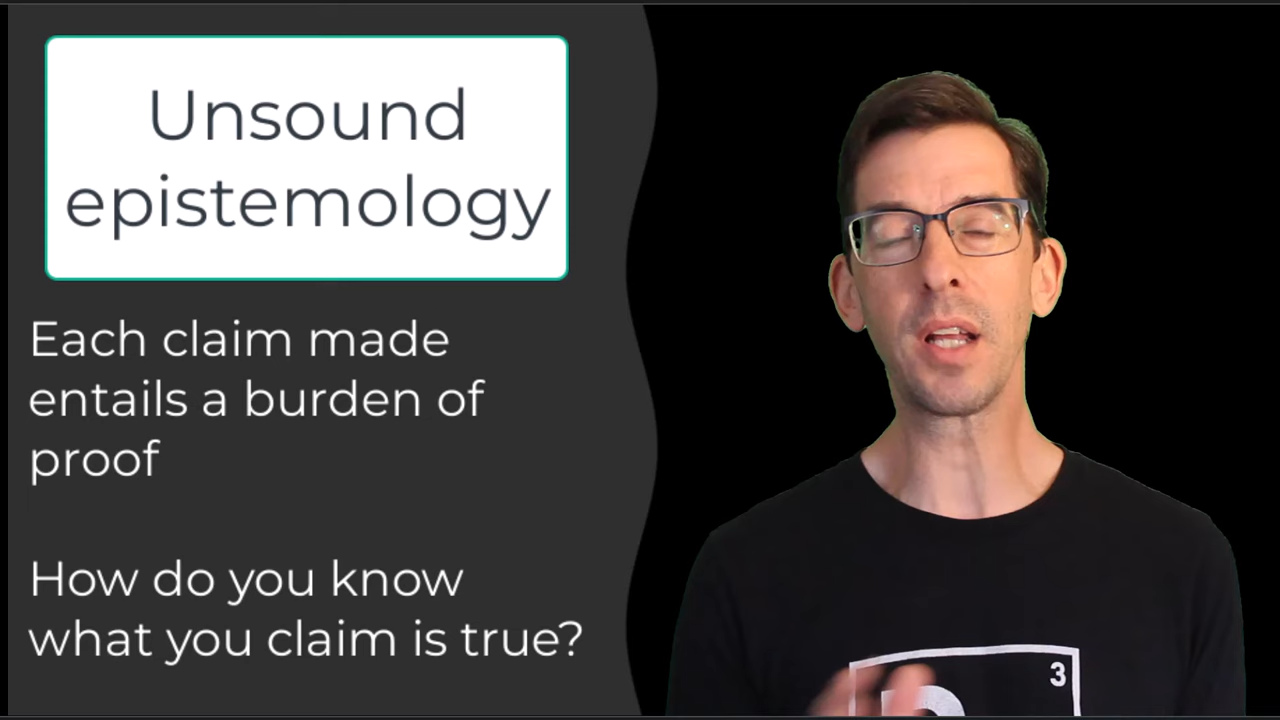 Unsound
epistemology
Each claim made
entails a burden of
proof
How do you know
what you claim is true?
3